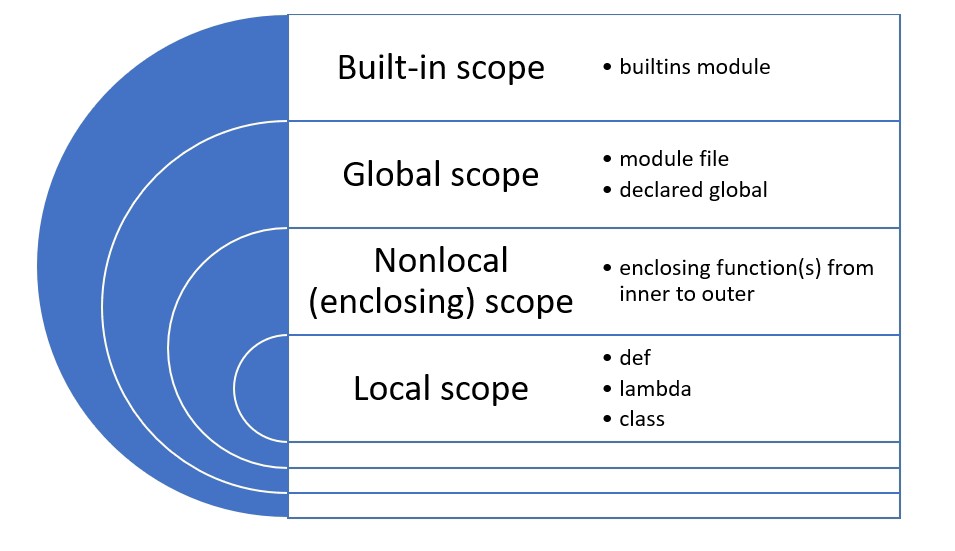 Built-in scope
• builtins module
Global scope
• module file
• declared global
Nonlocal
(enclosing) scope
• enclosing function(s) from
inner to outer
Local scope
• def
• lambda
• class